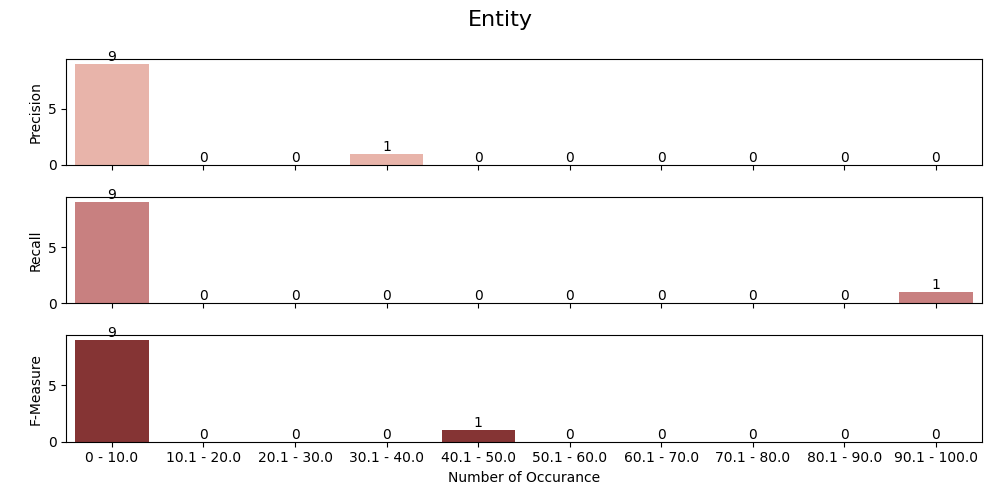 Entity
Precision
5
0
9 0 0 1 0 0 0 0 0 0
Recall
5
0
9 0 0 0 0 0 0 0 0 1
F-Measure
5
0
9 0 0 0 1 0 0 0 0 0
0 - 10.0 10.1 - 20.0 20.1 - 30.0 30.1 - 40.0 40.1 - 50.0 50.1 - 60.0 60.1 - 70.0 70.1 - 80.0 80.1 - 90.0 90.1 - 100.0
Number of Occurance